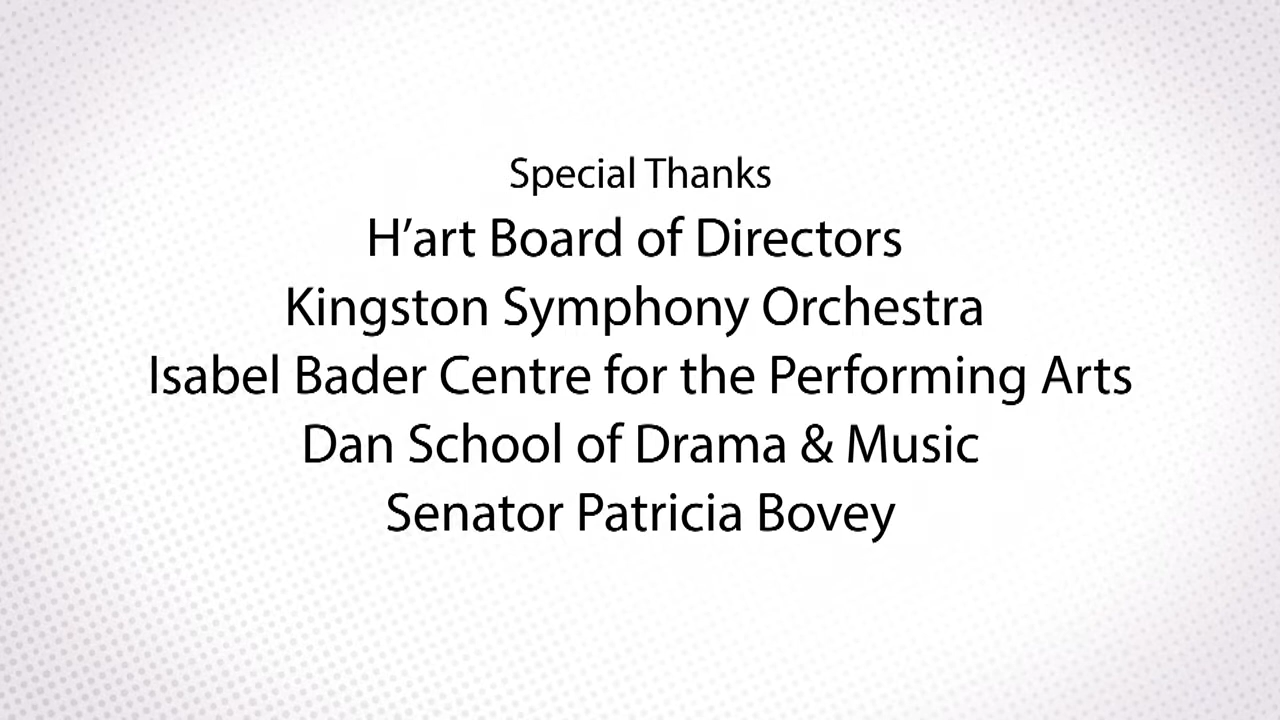 Special Thanks
H’art Board of Directors
Kingston Symphony Orchestra
Isabel Bader Centre for the Performing Arts
Dan School of Drama & Music
Senator Patricia Bovey